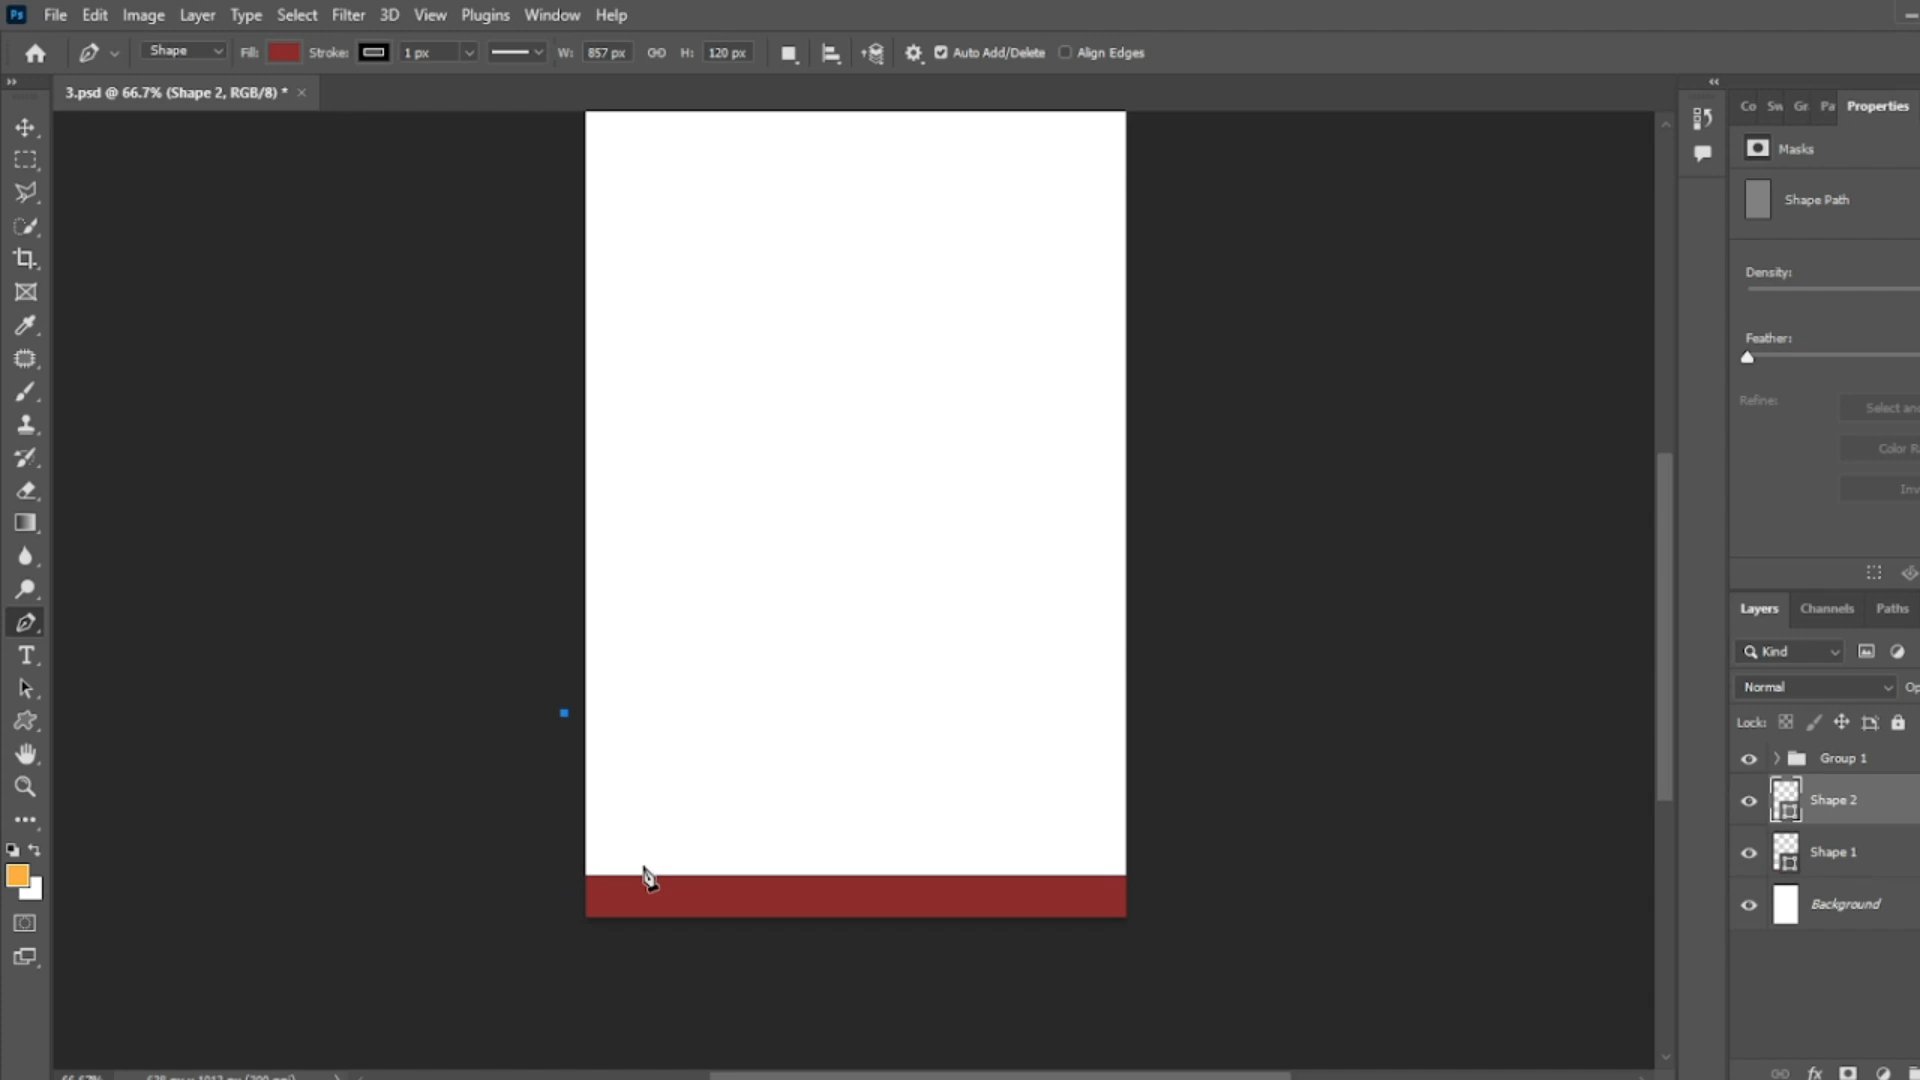 Ps File Edit Image Layer Type Select Filter 3D View Plugins Window Help
Shape Fill: Stroke: 1 px W: 857 px H: 120 px Auto Add/Delete Align Edges
3.psd @ 66.7% (Shape 2, RGB/8) * ×
Co Sw Gr Pa Properties
Masks
Shape Path
Density:
Feather:
Refine: Select and
Color R
Inv
Layers Channels Paths
Kind
Normal Op
Lock:
Group 1
Shape 2
Shape 1
Background
fx